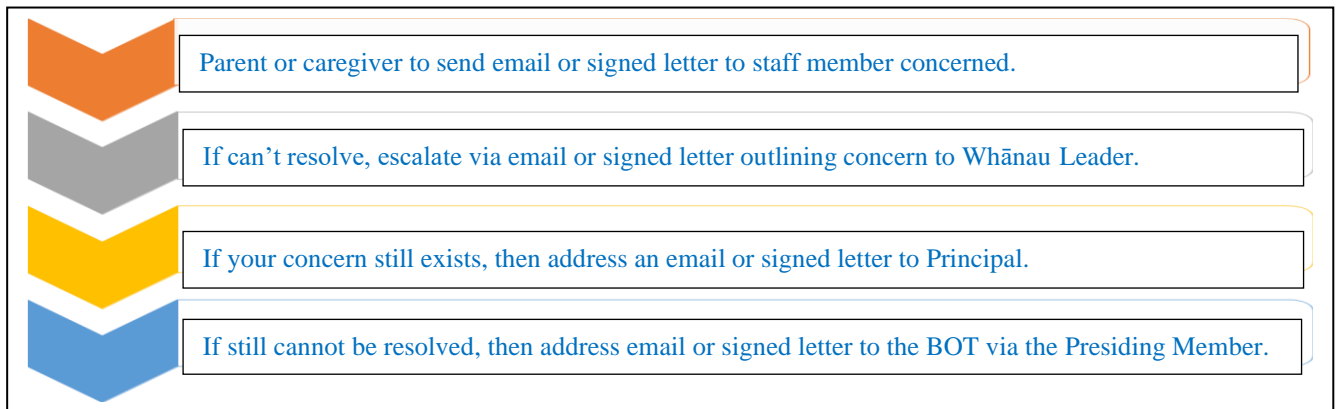 Parent or caregiver to send email or signed letter to staff member concerned.
If can’t resolve, escalate via email or signed letter outlining concern to Whānau Leader.
If your concern still exists, then address an email or signed letter to Principal.
If still cannot be resolved, then address email or signed letter to the BOT via the Presiding Member.